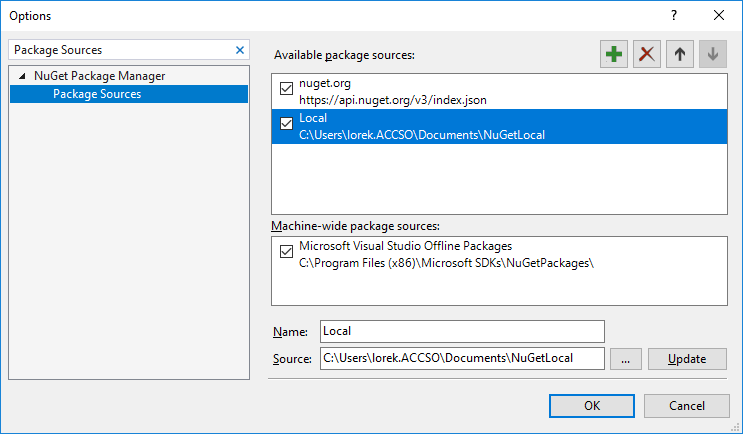 Options
?
Package Sources
NuGet Package Manager
Package Sources
Available package sources:
nuget.org
https://api.nuget.org/v3/index.json
Local
C:\Users\lorek.ACCSO\Documents\NuGetLocal
Machine-wide package sources:
Microsoft Visual Studio Offline Packages
C:\Program Files (x86)\Microsoft SDKs\NuGetPackages\
Name: Local
Source: C:\Users\lorek.ACCSO\Documents\NuGetLocal ... Update
OK Cancel